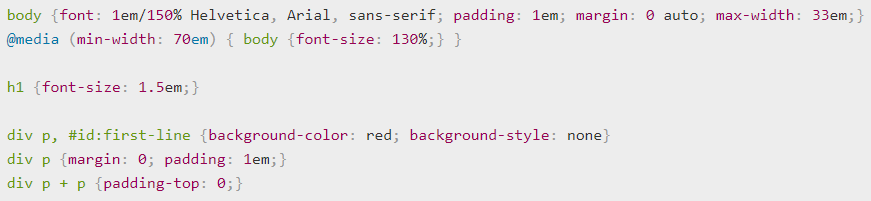 body {font: 1em/150% Helvetica, Arial, sans-serif; padding: 1em; margin: 0 auto; max-width: 33em;}
@media (min-width: 70em) { body {font-size: 130%;} }
h1 {font-size: 1.5em;}
div p, #id:first-line {background-color: red; background-style: none}
div p {margin: 0; padding: 1em;}
div p + p {padding-top: 0;}